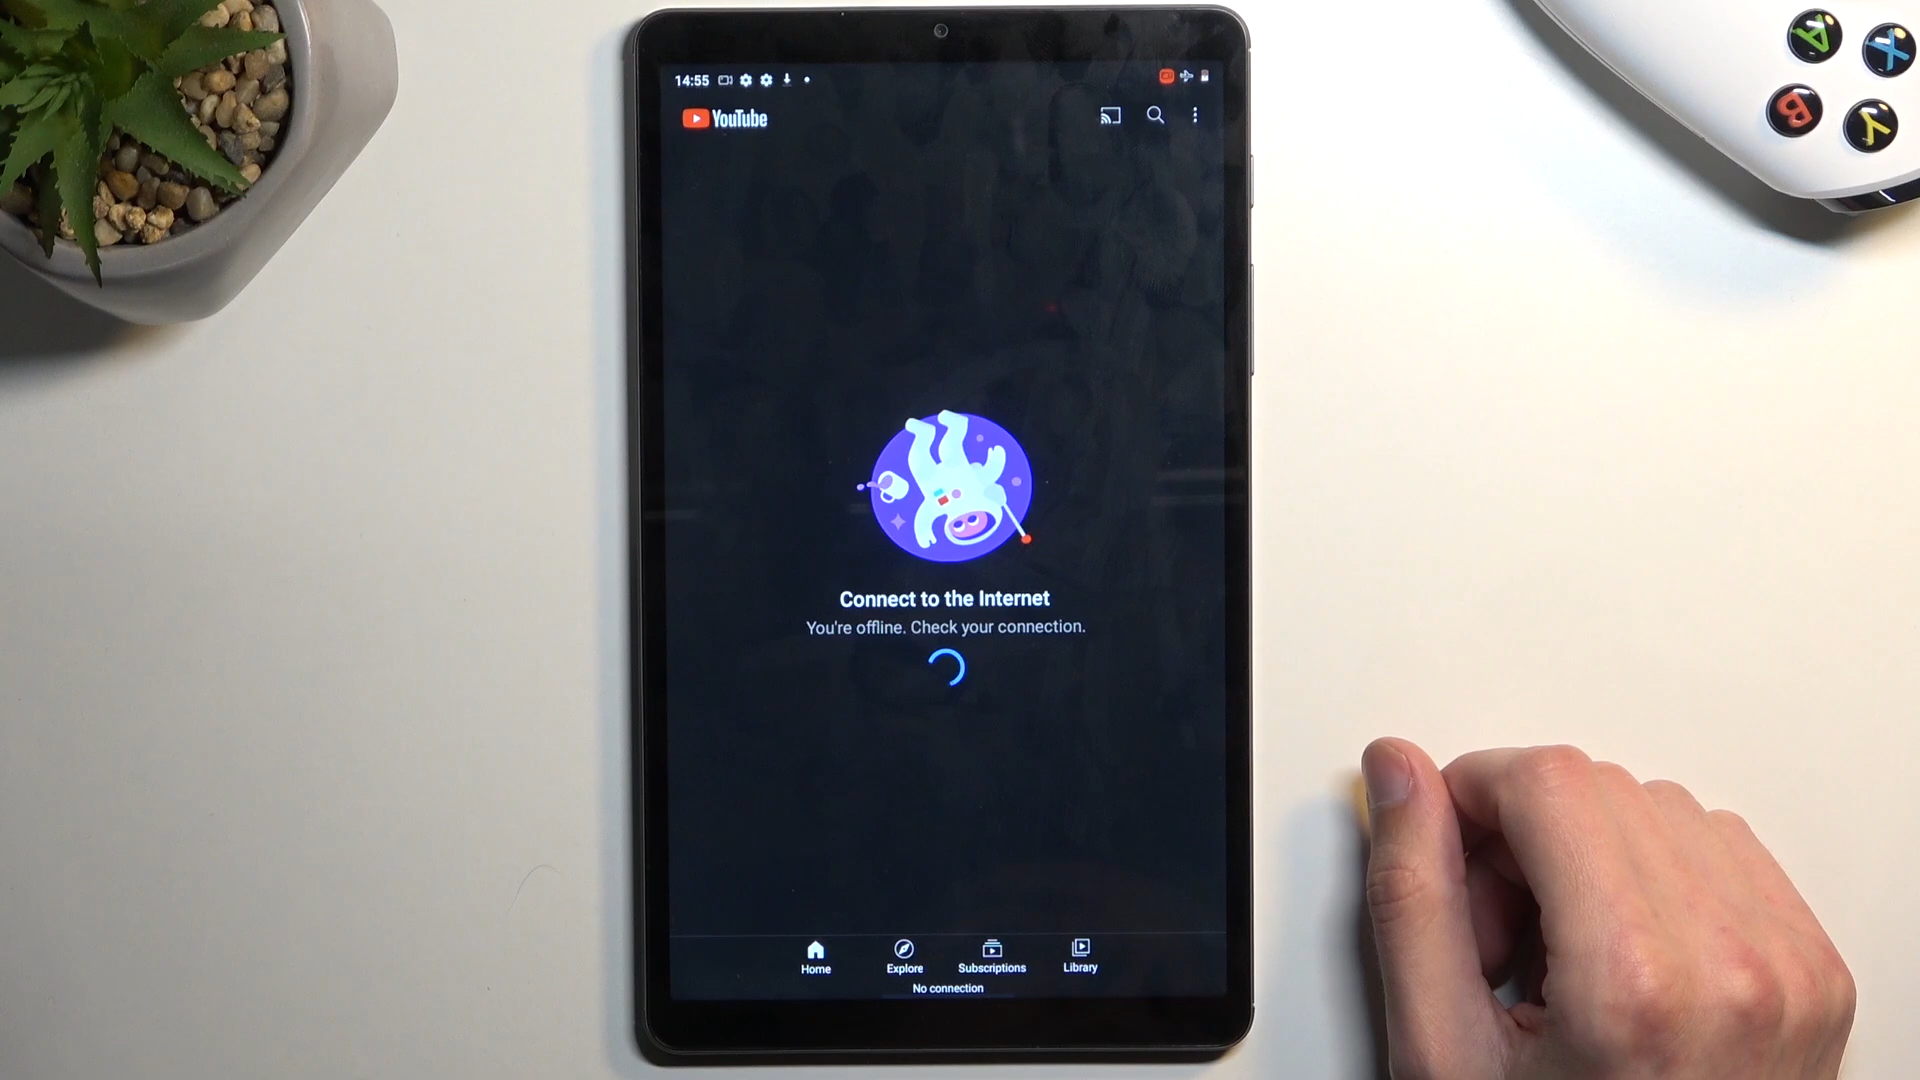 14:55
YouTube
Connect to the Internet
You're offline. Check your connection.
Home Explore Subscriptions Library
No connection
A
X
B
Y